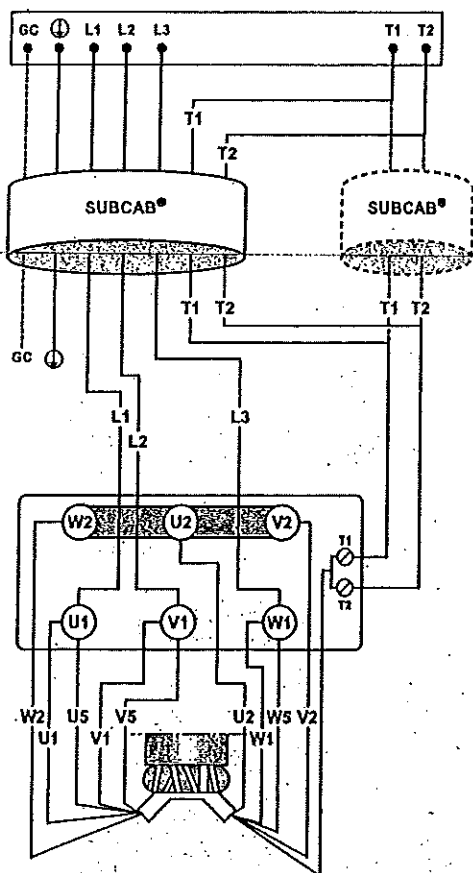 GC ⏚ L1 L2 L3 T1 T2
T1
T2
SUBCAB® SUBCAB®
T1 T2 T1 T2
GC ⏚
L1 L3
L2
W2 U2 V2
T1
T2
U1 V1 W1
W2 U5 V5 U2 W5 V2
U1 V1 W1